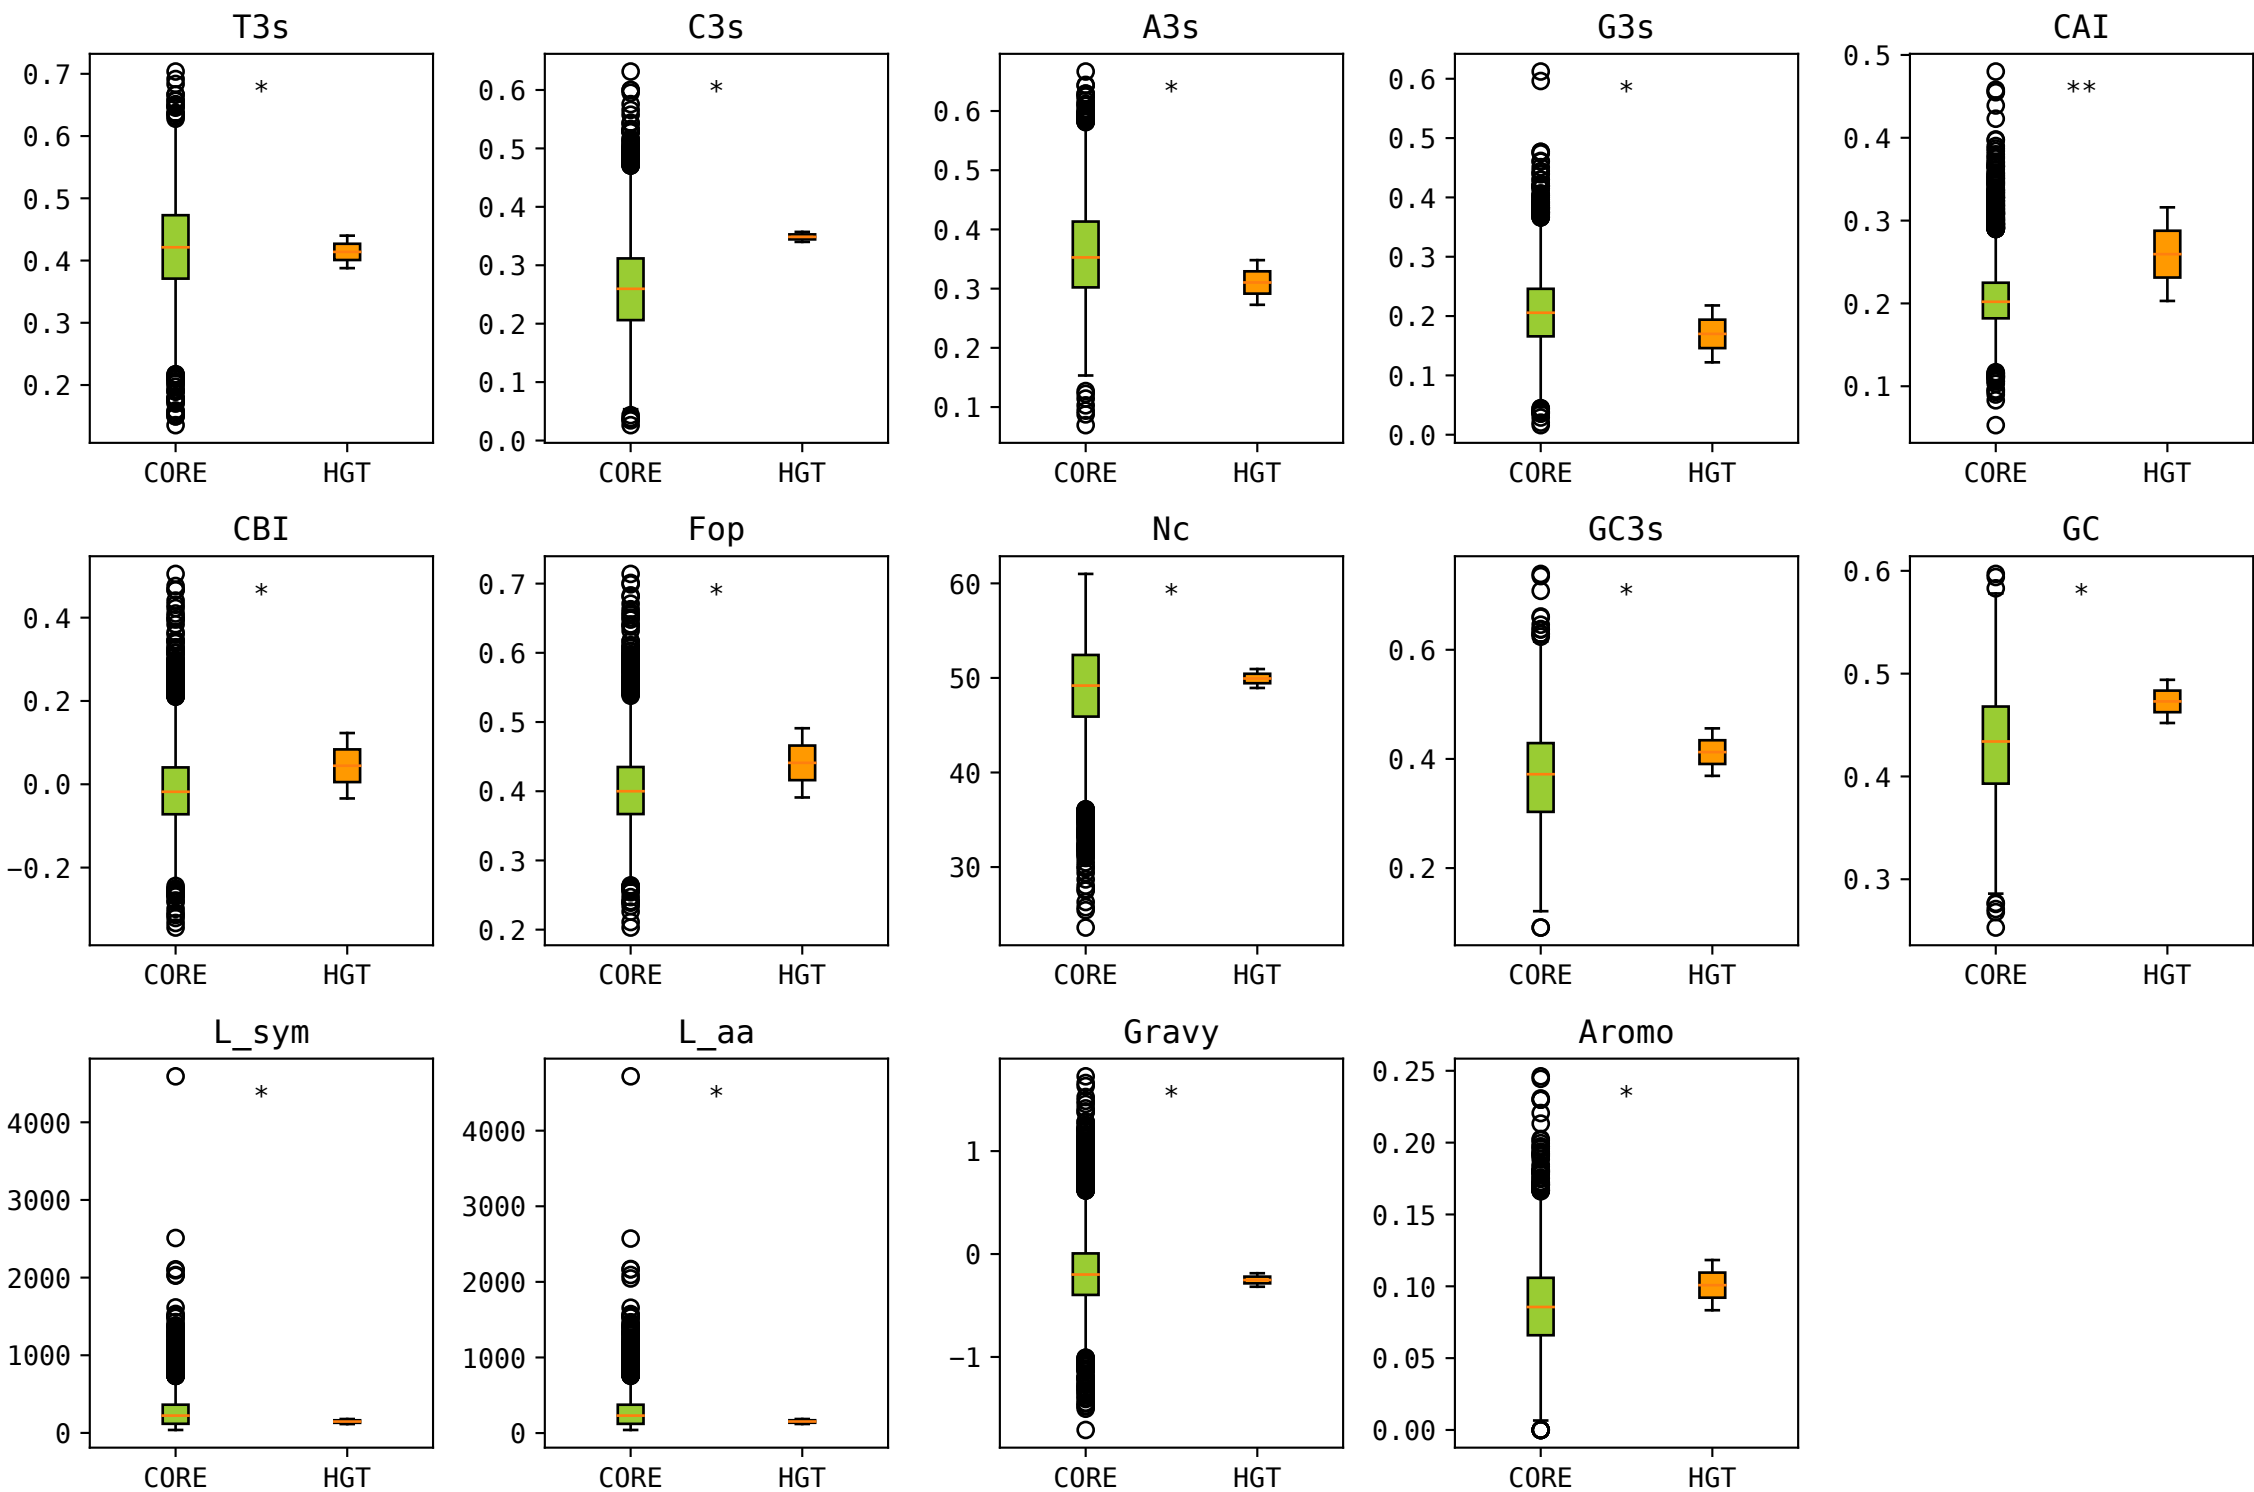 T3s C3s A3s G3s CAI
0.7 0.6 0.5 0.4 0.3 0.2
*
CORE HGT
0.6 0.5 0.4 0.3 0.2 0.1 0.0
*
CORE HGT
0.6 0.5 0.4 0.3 0.2 0.1
*
CORE HGT
0.6 0.5 0.4 0.3 0.2 0.1 0.0
*
CORE HGT
0.5 0.4 0.3 0.2 0.1
**
CORE HGT
CBI Fop Nc GC3s GC
0.4 0.2 0.0 −0.2
*
CORE HGT
0.7 0.6 0.5 0.4 0.3 0.2
*
CORE HGT
60 50 40 30
*
CORE HGT
0.6 0.4 0.2
*
CORE HGT
0.6 0.5 0.4 0.3
*
CORE HGT
L_sym L_aa Gravy Aromo
4000 3000 2000 1000 0
*
CORE HGT
4000 3000 2000 1000 0
*
CORE HGT
1 0 −1
*
CORE HGT
0.25 0.20 0.15 0.10 0.05 0.00
*
CORE HGT